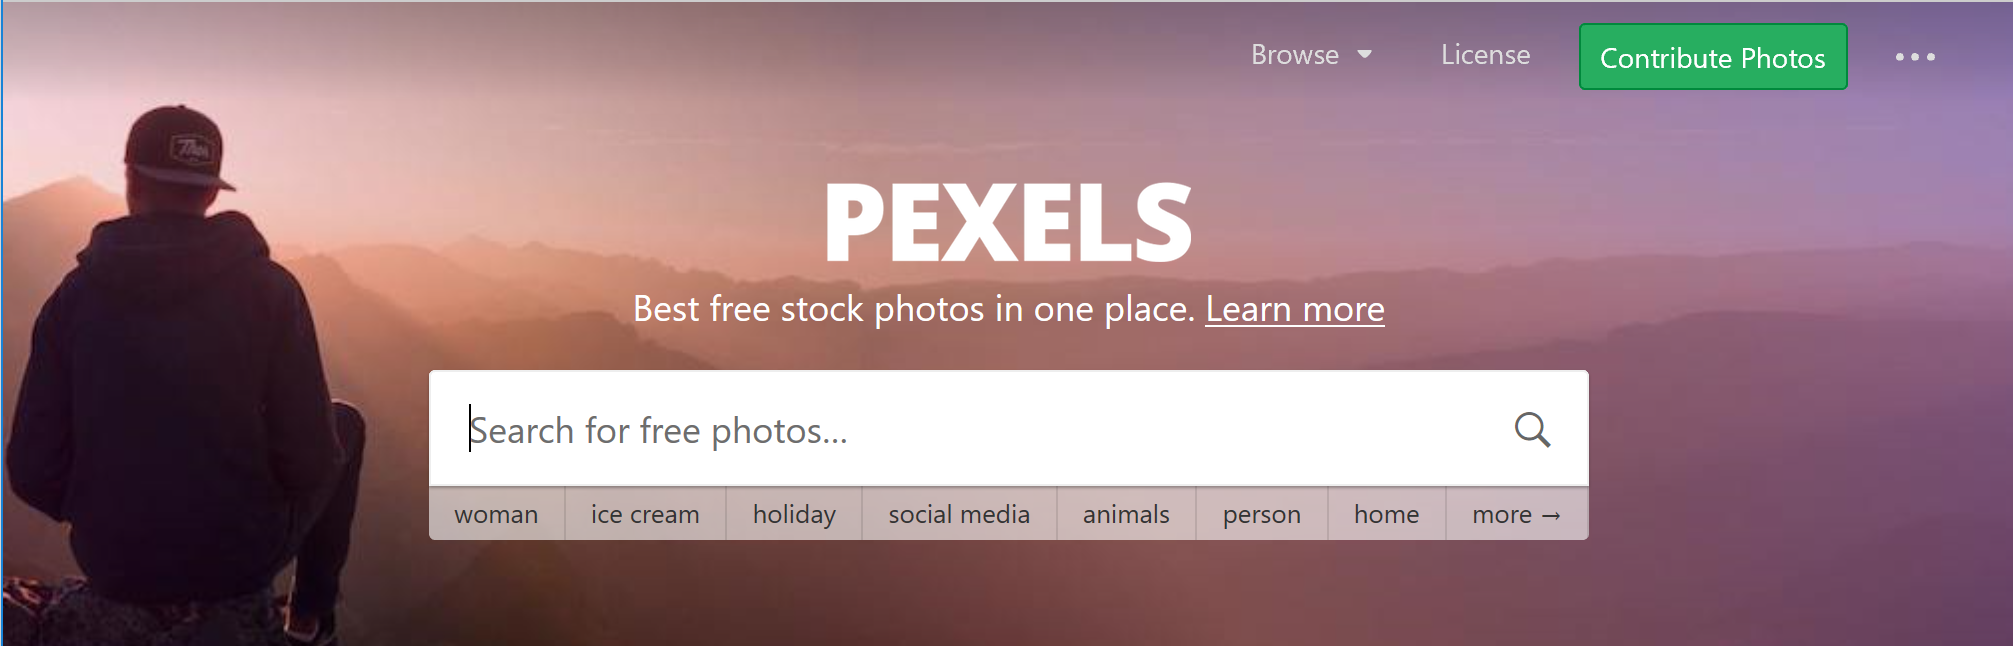 Browse License Contribute Photos
Thor
PEXELS
Best free stock photos in one place. Learn more
Search for free photos...
woman ice cream holiday social media animals person home more →